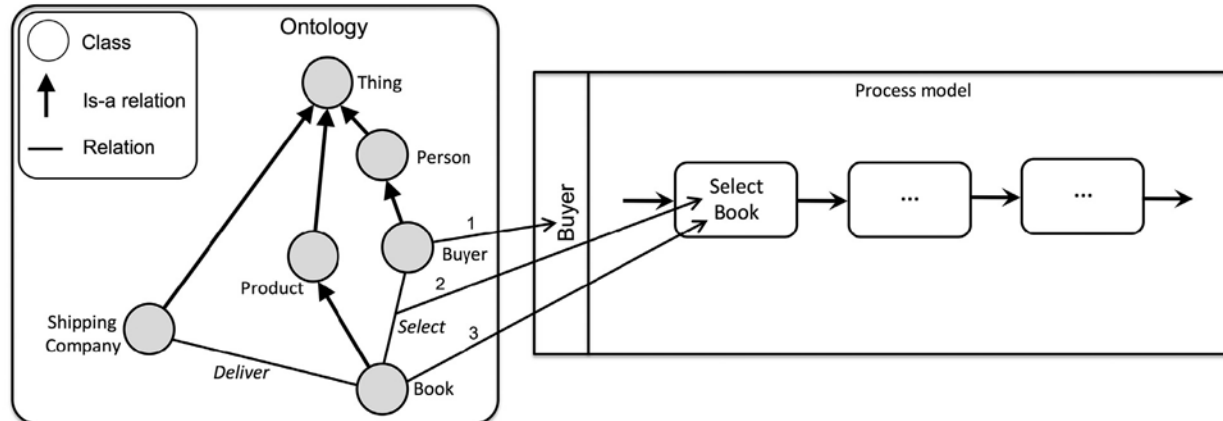 Ontology
Class
Is-a relation
Relation
Thing
Person
Buyer
Product
Shipping
Company
Deliver
Select
Book
1
2
3
Process model
Buyer
Select
Book
...
...